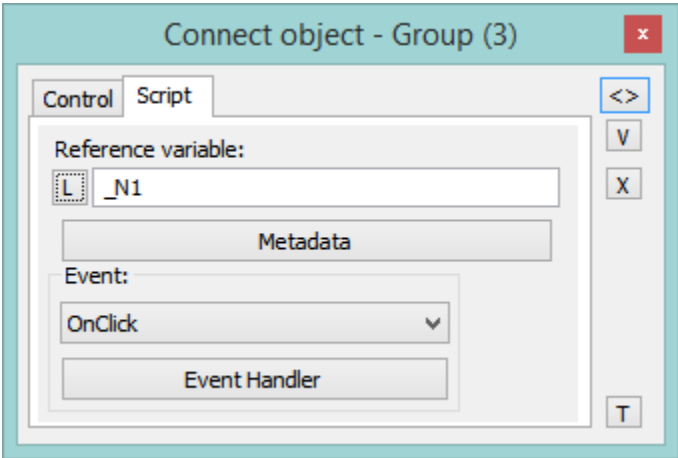 Connect object - Group (3)
x
Control Script
<>
Reference variable:
V
L _N1
X
Metadata
Event:
OnClick
Event Handler
T